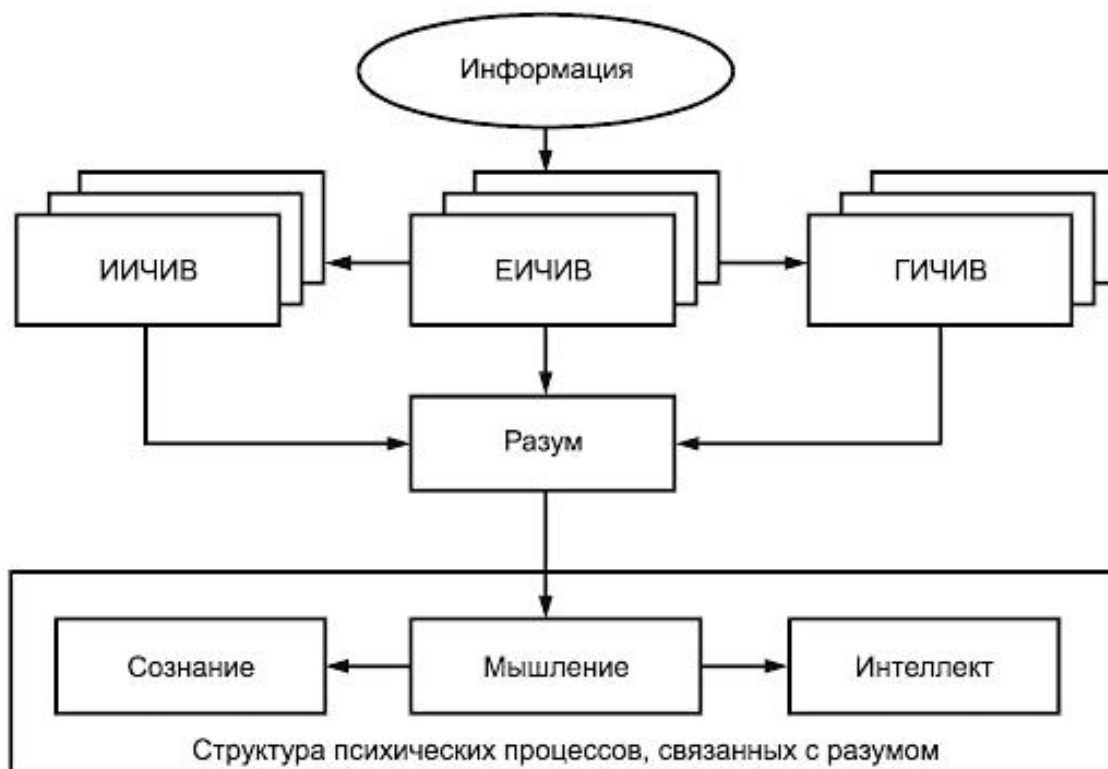 Информация
ИИЧИВ
ЕИЧИВ
ГИЧИВ
Разум
Сознание
Мышление
Интеллект
Структура психических процессов, связанных с разумом